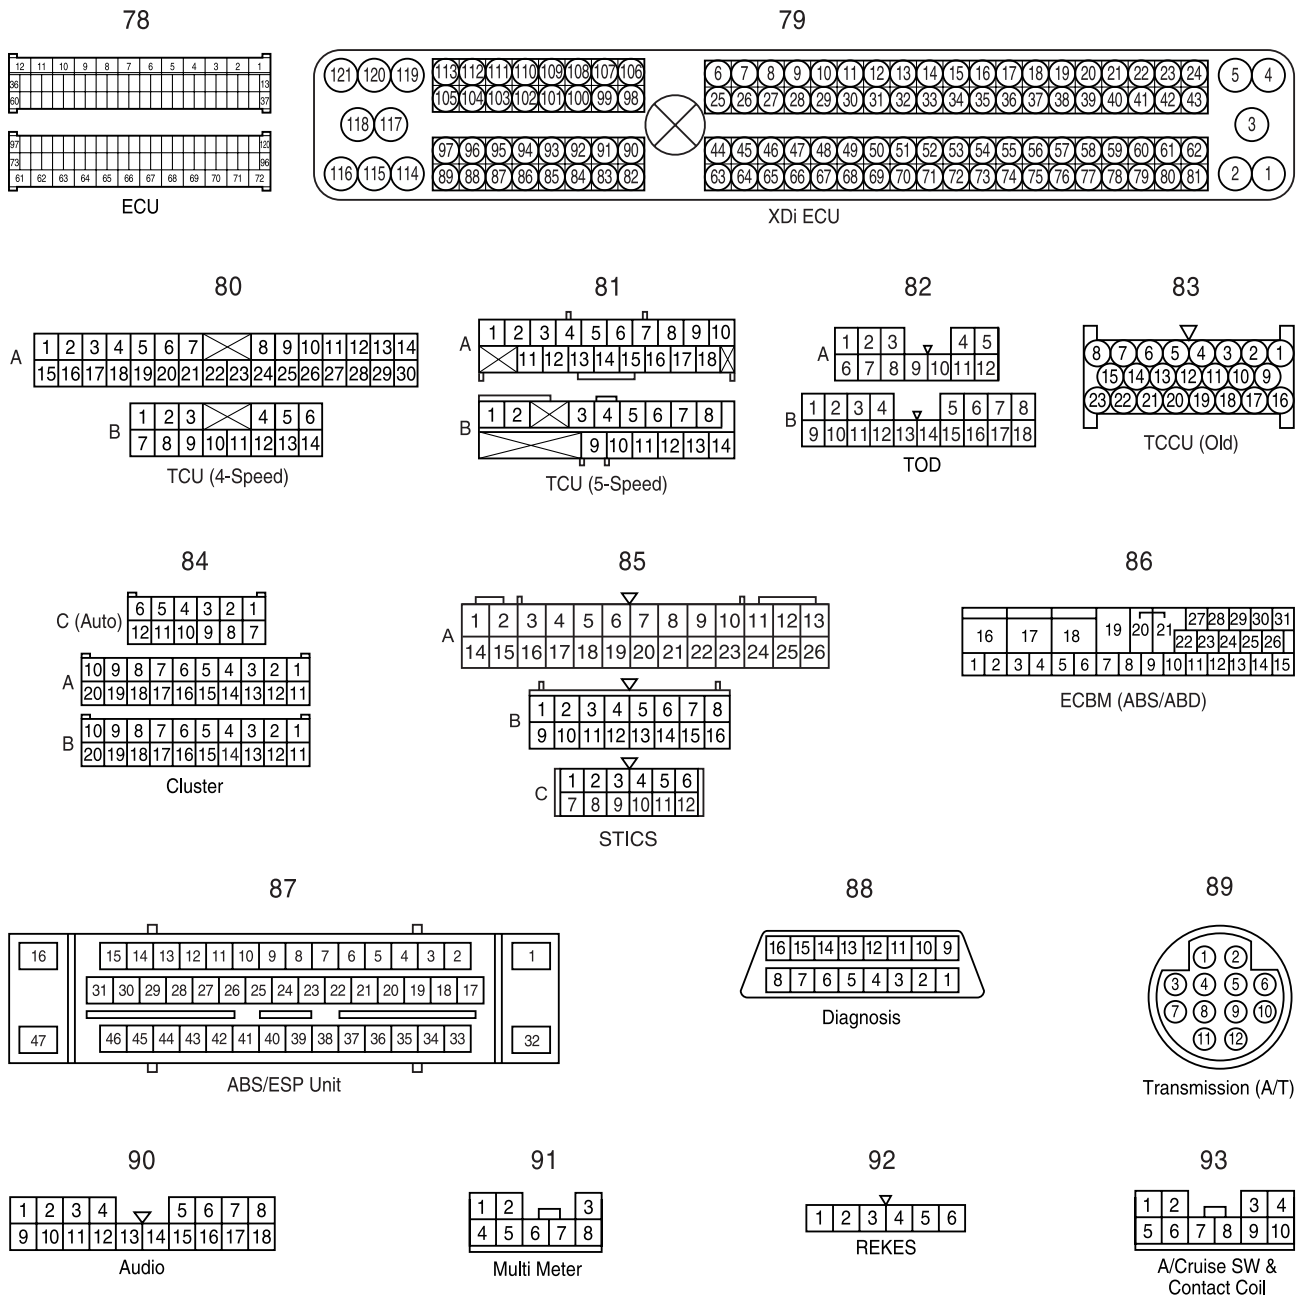 78
12 11 10 9 8 7 6 5 4 3 2 1
36 13
60 37
97 120
73 96
61 62 63 64 65 66 67 68 69 70 71 72
ECU
79
121 120 119 113 112 111 110 109 108 107 106 6 7 8 9 10 11 12 13 14 15 16 17 18 19 20 21 22 23 24 5 4
105 104 103 102 101 100 99 98 25 26 27 28 29 30 31 32 33 34 35 36 37 38 39 40 41 42 43
118 117 3
97 96 95 94 93 92 91 90 44 45 46 47 48 49 50 51 52 53 54 55 56 57 58 59 60 61 62
116 115 114 89 88 87 86 85 84 83 82 63 64 65 66 67 68 69 70 71 72 73 74 75 76 77 78 79 80 81 2 1
XDi ECU
80
A
1 2 3 4 5 6 7 8 9 10 11 12 13 14
15 16 17 18 19 20 21 22 23 24 25 26 27 28 29 30
B
1 2 3 4 5 6
7 8 9 10 11 12 13 14
TCU (4-Speed)
81
A
1 2 3 4 5 6 7 8 9 10
11 12 13 14 15 16 17 18
B
1 2 3 4 5 6 7 8
9 10 11 12 13 14
TCU (5-Speed)
82
A
1 2 3 4 5
6 7 8 9 10 11 12
B
1 2 3 4 5 6 7 8
9 10 11 12 13 14 15 16 17 18
TOD
83
8 7 6 5 4 3 2 1
15 14 13 12 11 10 9
23 22 21 20 19 18 17 16
TCCU (Old)
84
C (Auto)
6 5 4 3 2 1
12 11 10 9 8 7
A
10 9 8 7 6 5 4 3 2 1
20 19 18 17 16 15 14 13 12 11
B
10 9 8 7 6 5 4 3 2 1
20 19 18 17 16 15 14 13 12 11
Cluster
85
A
1 2 3 4 5 6 7 8 9 10 11 12 13
14 15 16 17 18 19 20 21 22 23 24 25 26
B
1 2 3 4 5 6 7 8
9 10 11 12 13 14 15 16
C
1 2 3 4 5 6
7 8 9 10 11 12
STICS
86
16 17 18 19 20 21 27 28 29 30 31
22 23 24 25 26
1 2 3 4 5 6 7 8 9 10 11 12 13 14 15
ECBM (ABS/ABD)
87
16 15 14 13 12 11 10 9 8 7 6 5 4 3 2 1
31 30 29 28 27 26 25 24 23 22 21 20 19 18 17
47 46 45 44 43 42 41 40 39 38 37 36 35 34 33 32
ABS/ESP Unit
88
16 15 14 13 12 11 10 9
8 7 6 5 4 3 2 1
Diagnosis
89
1 2
3 4 5 6
7 8 9 10
11 12
Transmission (A/T)
90
1 2 3 4 5 6 7 8
9 10 11 12 13 14 15 16 17 18
Audio
91
1 2 3
4 5 6 7 8
Multi Meter
92
1 2 3 4 5 6
REKES
93
1 2 3 4
5 6 7 8 9 10
A/Cruise SW &
Contact Coil